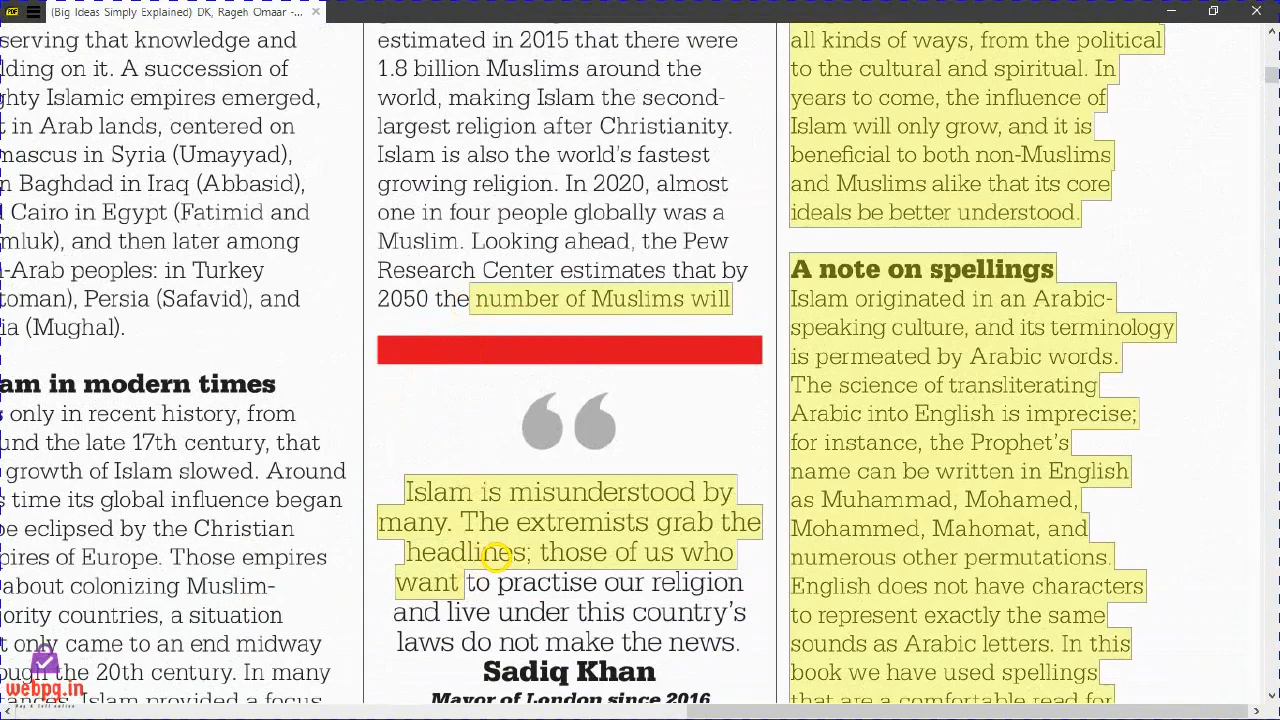 (Big Ideas Simply Explained) DK, Rageh Omaar -...
serving that knowledge and
on it. A succession of
Islamic empires emerged,
in Arab lands, centered on
in Syria (Umayyad),
Baghdad in Iraq (Abbasid),
Cairo in Egypt (Fatimid and
and then later among
peoples: in Turkey
Persia (Safavid), and
(Mughal).
in modern times
only in recent history, from
the late 17th century, that
growth of Islam slowed. Around
time its global influence began
eclipsed by the Christian
of Europe. Those empires
about colonizing Muslim-
countries, a situation
only came to an end midway
the 20th century. In many
Islam provided a focus
estimated in 2015 that there were
1.8 billion Muslims around the
world, making Islam the second-
largest religion after Christianity.
Islam is also the world's fastest
growing religion. In 2020, almost
one in four people globally was a
Muslim. Looking ahead, the Pew
Research Center estimates that by
2050 the number of Muslims will
“
Islam is misunderstood by
many. The extremists grab the
headlines; those of us who
want to practise our religion
and live under this country's
laws do not make the news.
Sadiq Khan
Mayor of London since 2016
all kinds of ways, from the political
to the cultural and spiritual. In
years to come, the influence of
Islam will only grow, and it is
beneficial to both non-Muslims
and Muslims alike that its core
ideals be better understood.
A note on spellings
Islam originated in an Arabic-
speaking culture, and its terminology
is permeated by Arabic words.
The science of transliterating
Arabic into English is imprecise;
for instance, the Prophet's
name can be written in English
as Muhammad, Mohamed,
Mohammed, Mahomat, and
numerous other permutations.
English does not have characters
to represent exactly the same
sounds as Arabic letters. In this
book we have used spellings
that are a comfortable read for
webpg.in